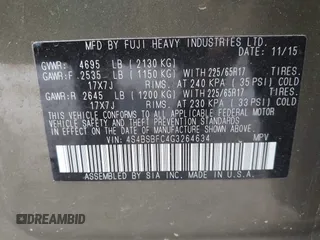 MFD BY FUJI HEAVY INDUSTRIES LTD. 11/15
GVWR: 4695 LB (2130 KG)
GAWR:F 2535 LB (1150 KG) WITH 225/65R17 TIRES.
17X7J RIMS. AT 240 KPA (35 PSI) COLD
GAWR:R 2645 LB (1200 KG) WITH 225/65R17 TIRES.
17X7J RIMS. AT 230 KPA (33 PSI) COLD
THIS VEHICLE CONFORMS TO ALL APPLICABLE FEDERAL MOTOR
VEHICLE SAFETY, BUMPER, AND THEFT PREVENTION STANDARDS
IN EFFECT ON THE DATE OF MANUFACTURE SHOWN ABOVE.
VIN: 4S4BSBFC4G3264634 MPV
ASSEMBLED BY SIA INC. MADE IN U.S.A.
DREAMBID